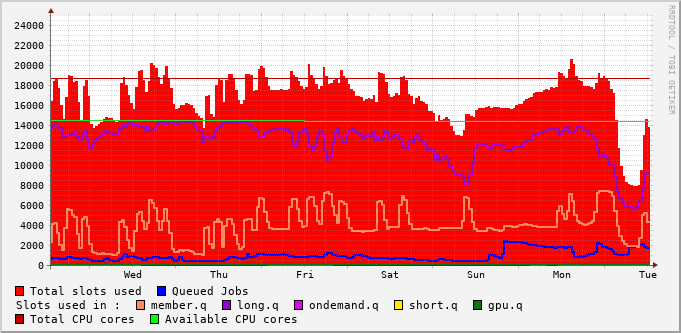 24000
22000
20000
18000
16000
14000
12000
10000
8000
6000
4000
2000
0
Wed Thu Fri Sat Sun Mon Tue
RRDTOOL / TOBI OETIKER
Total slots used Queued Jobs
Slots used in : member.q long.q ondemand.q short.q gpu.q
Total CPU cores Available CPU cores